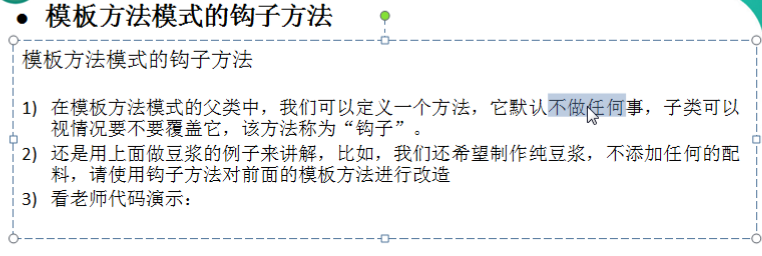 ● 模板方法模式的钩子方法
模板方法模式的钩子方法
1) 在模板方法模式的父类中，我们可以定义一个方法，它默认不做任何事，子类可以
视情况要不要覆盖它，该方法称为“钩子”。
2) 还是用上面做豆浆的例子来讲解，比如，我们还希望制作纯豆浆，不添加任何的配
料，请使用钩子方法对前面的模板方法进行改造
3) 看老师代码演示：